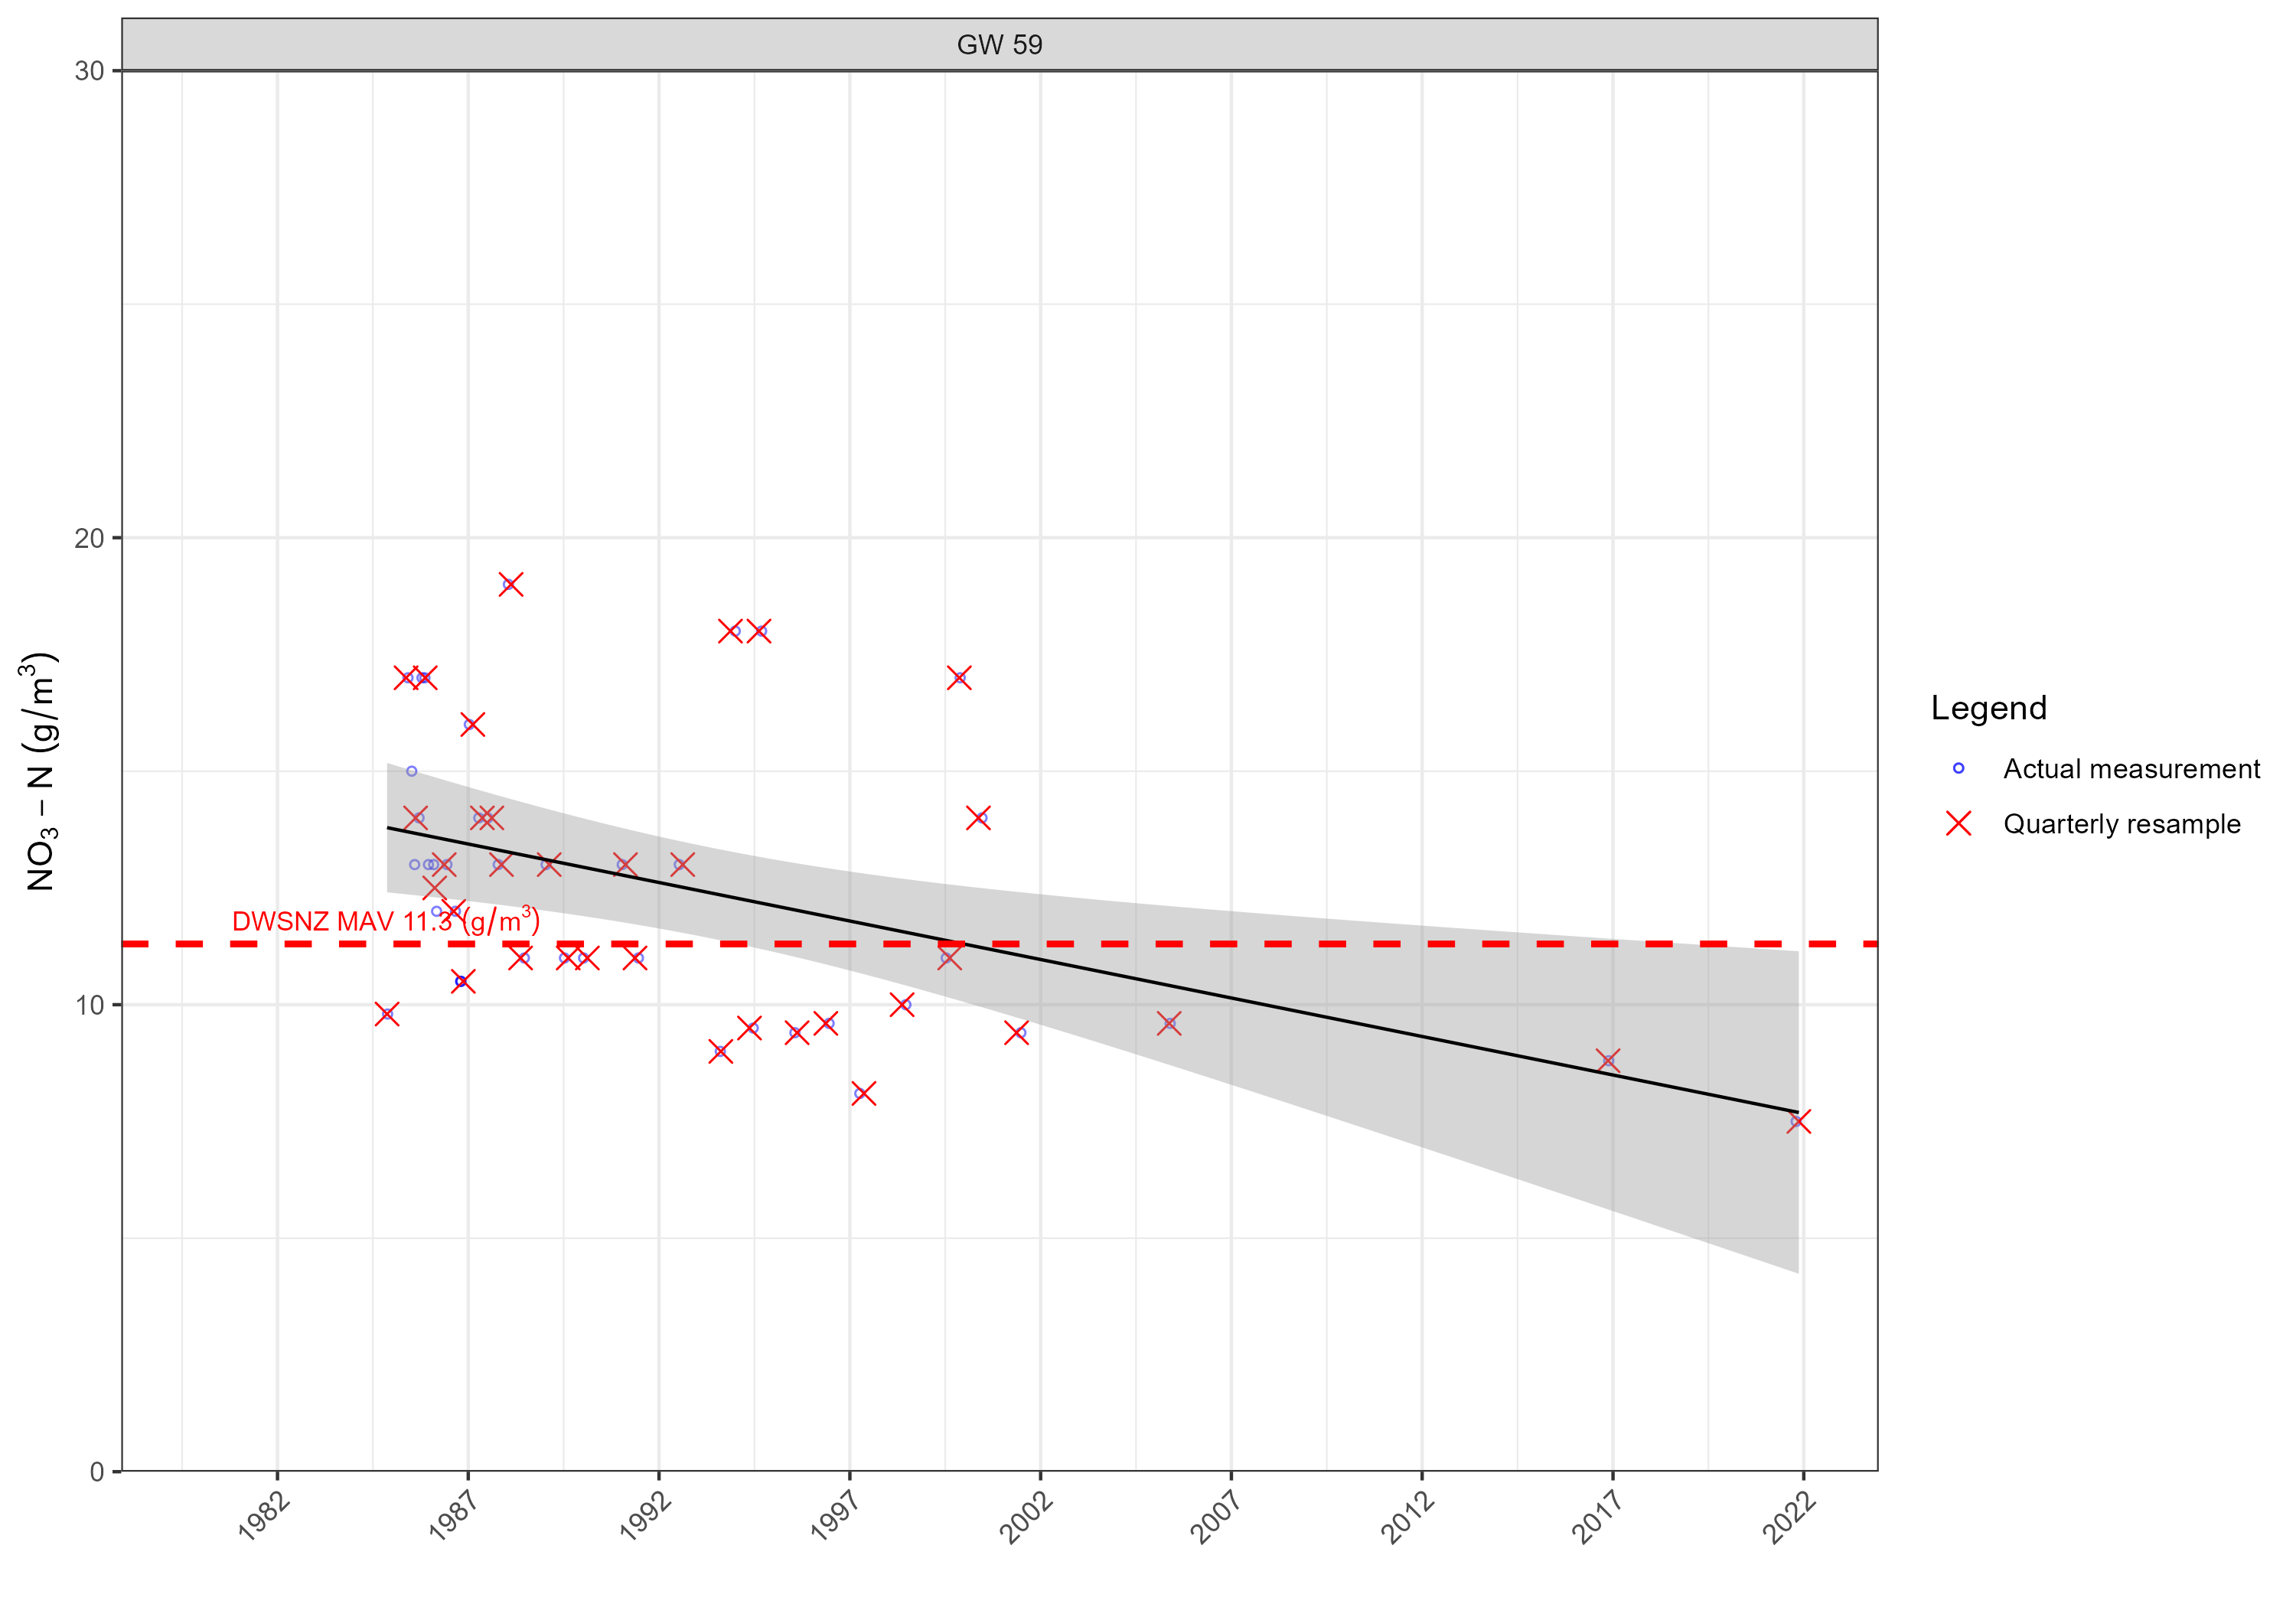 GW 59
30
20
10
0
NO₃ – N (g/m³)
DWSNZ MAV 11.3 (g/m³)
1982
1987
1992
1997
2002
2007
2012
2017
2022
Legend
Actual measurement
Quarterly resample